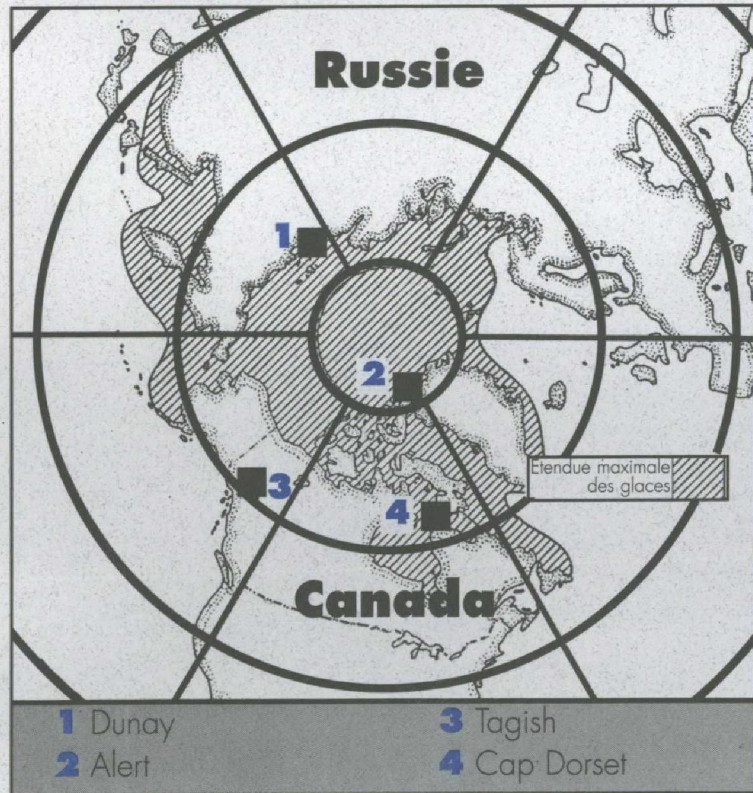 Russie
1
2
3
4
Etendue maximale
des glaces
Canada
1 Dunay
2 Alert
3 Tagish
4 Cap Dorset